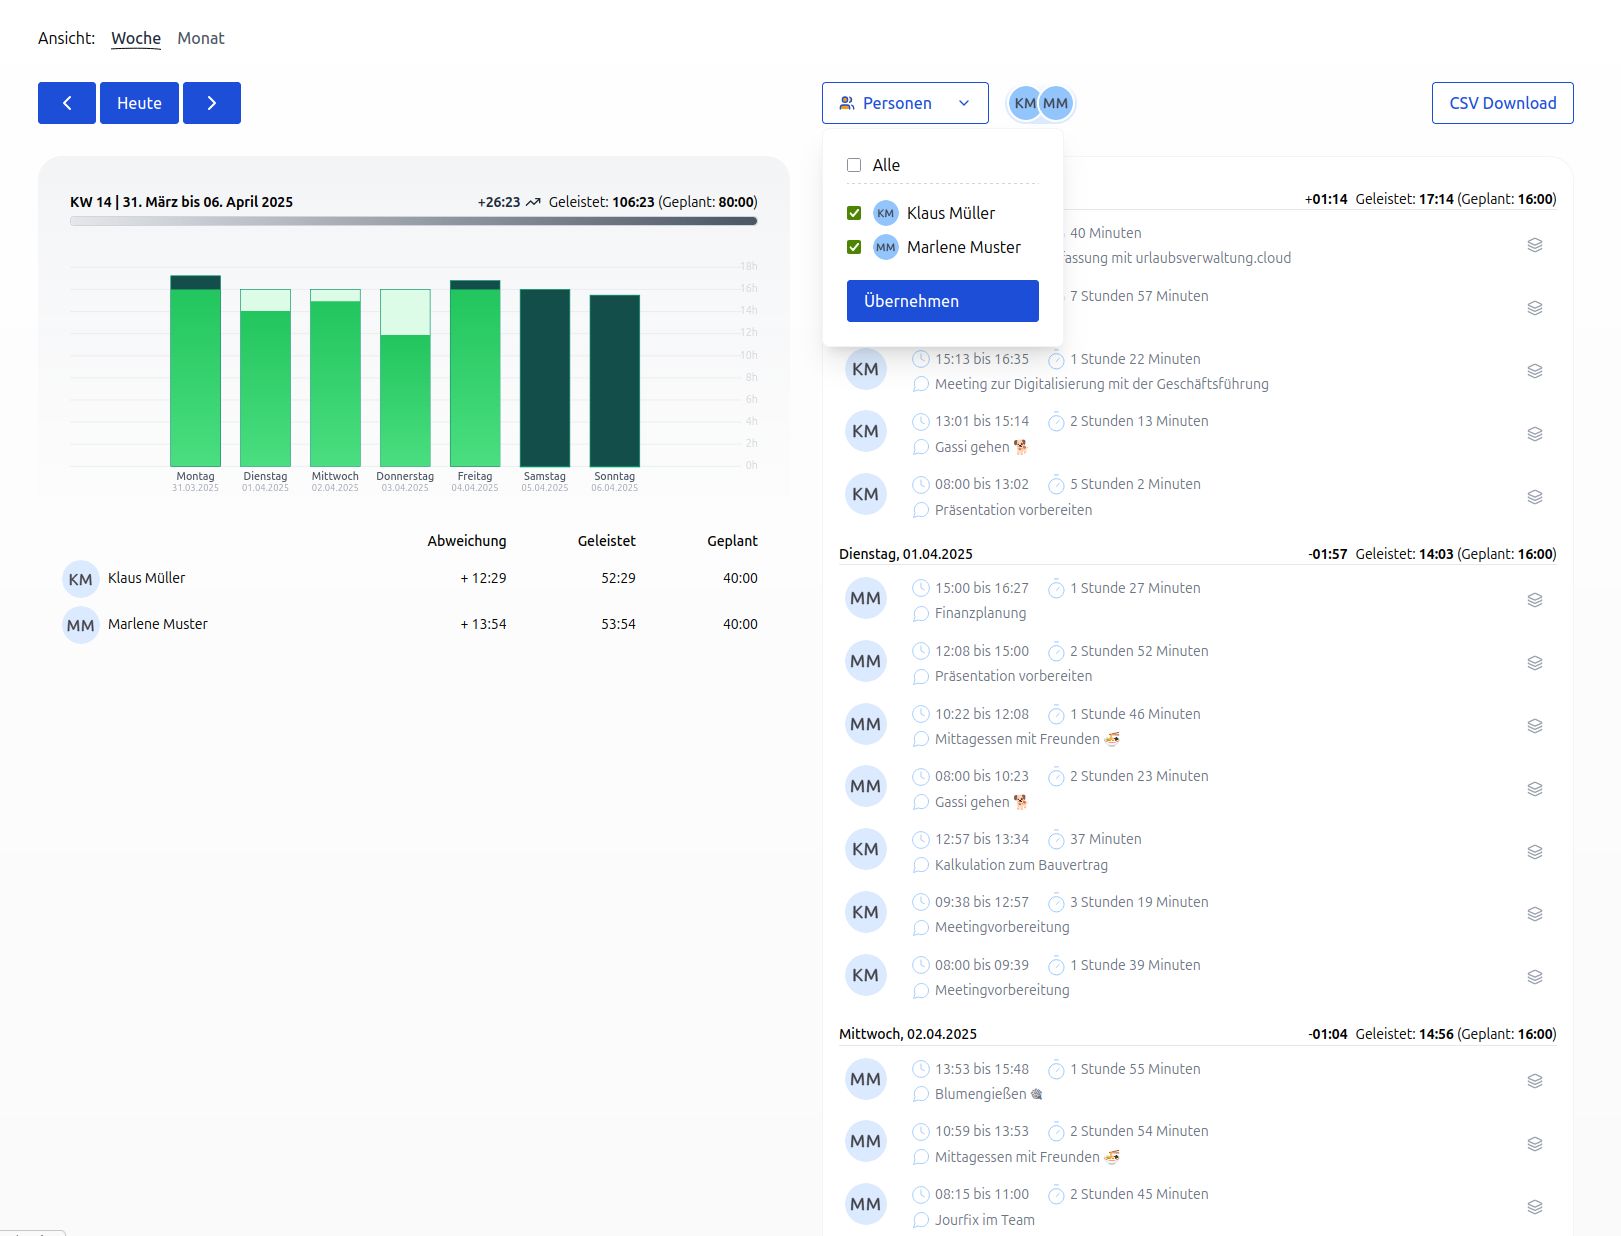 Ansicht: Woche Monat
Heute
Personen
KM MM
CSV Download
Alle
KM Klaus Müller
MM Marlene Muster
Übernehmen
KW 14 | 31. März bis 06. April 2025
+26:23 Geleistet: 106:23 (Geplant: 80:00)
18h
16h
14h
12h
10h
8h
6h
4h
2h
0h
Montag Dienstag Mittwoch Donnerstag Freitag Samstag Sonntag
31.03.2025 01.04.2025 02.04.2025 03.04.2025 04.04.2025 05.04.2025 06.04.2025
Abweichung Geleistet Geplant
KM Klaus Müller + 12:29 52:29 40:00
MM Marlene Muster + 13:54 53:54 40:00
+01:14 Geleistet: 17:14 (Geplant: 16:00)
40 Minuten
mit urlaubsverwaltung.cloud
7 Stunden 57 Minuten
KM
15:13 bis 16:35 1 Stunde 22 Minuten
Meeting zur Digitalisierung mit der Geschäftsführung
KM
13:01 bis 15:14 2 Stunden 13 Minuten
Gassi gehen 🐕
KM
08:00 bis 13:02 5 Stunden 2 Minuten
Präsentation vorbereiten
Dienstag, 01.04.2025 -01:57 Geleistet: 14:03 (Geplant: 16:00)
MM
15:00 bis 16:27 1 Stunde 27 Minuten
Finanzplanung
MM
12:08 bis 15:00 2 Stunden 52 Minuten
Präsentation vorbereiten
MM
10:22 bis 12:08 1 Stunde 46 Minuten
Mittagessen mit Freunden 🍜
MM
08:00 bis 10:23 2 Stunden 23 Minuten
Gassi gehen 🐕
KM
12:57 bis 13:34 37 Minuten
Kalkulation zum Bauvertrag
KM
09:38 bis 12:57 3 Stunden 19 Minuten
Meetingvorbereitung
KM
08:00 bis 09:39 1 Stunde 39 Minuten
Meetingvorbereitung
Mittwoch, 02.04.2025 -01:04 Geleistet: 14:56 (Geplant: 16:00)
MM
13:53 bis 15:48 1 Stunde 55 Minuten
Blumengießen
MM
10:59 bis 13:53 2 Stunden 54 Minuten
Mittagessen mit Freunden 🍜
MM
08:15 bis 11:00 2 Stunden 45 Minuten
Jourfix im Team